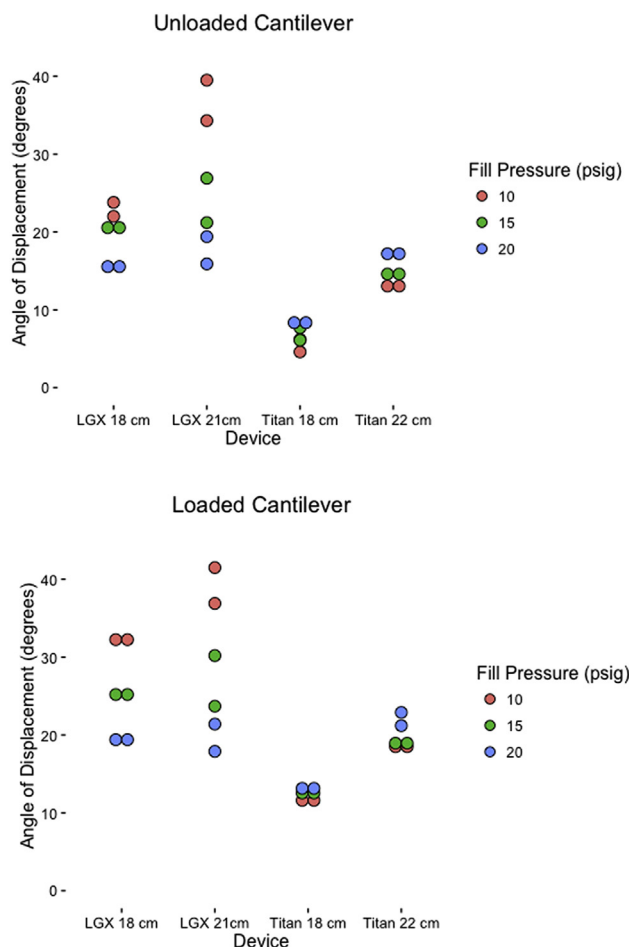 Unloaded Cantilever
Angle of Displacement (degrees)
40
30
20
10
0
LGX 18 cm LGX 21cm Titan 18 cm Titan 22 cm
Device
Fill Pressure (psig)
10
15
20
Loaded Cantilever
Angle of Displacement (degrees)
40
30
20
10
0
LGX 18 cm LGX 21cm Titan 18 cm Titan 22 cm
Device
Fill Pressure (psig)
10
15
20